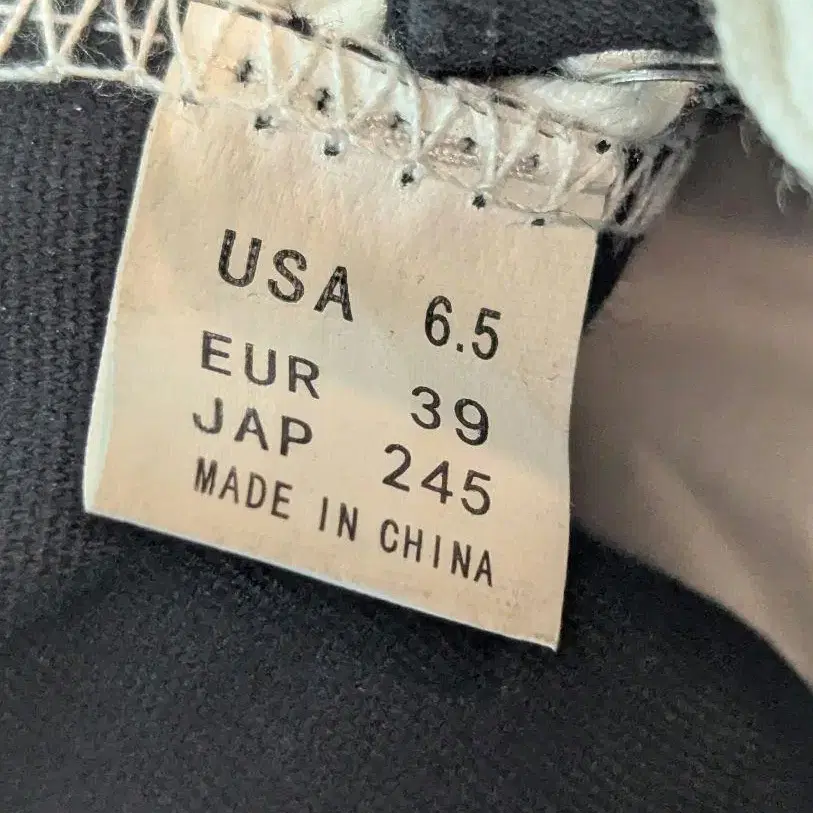 USA 6.5
EUR 39
JAP 245
MADE IN CHINA